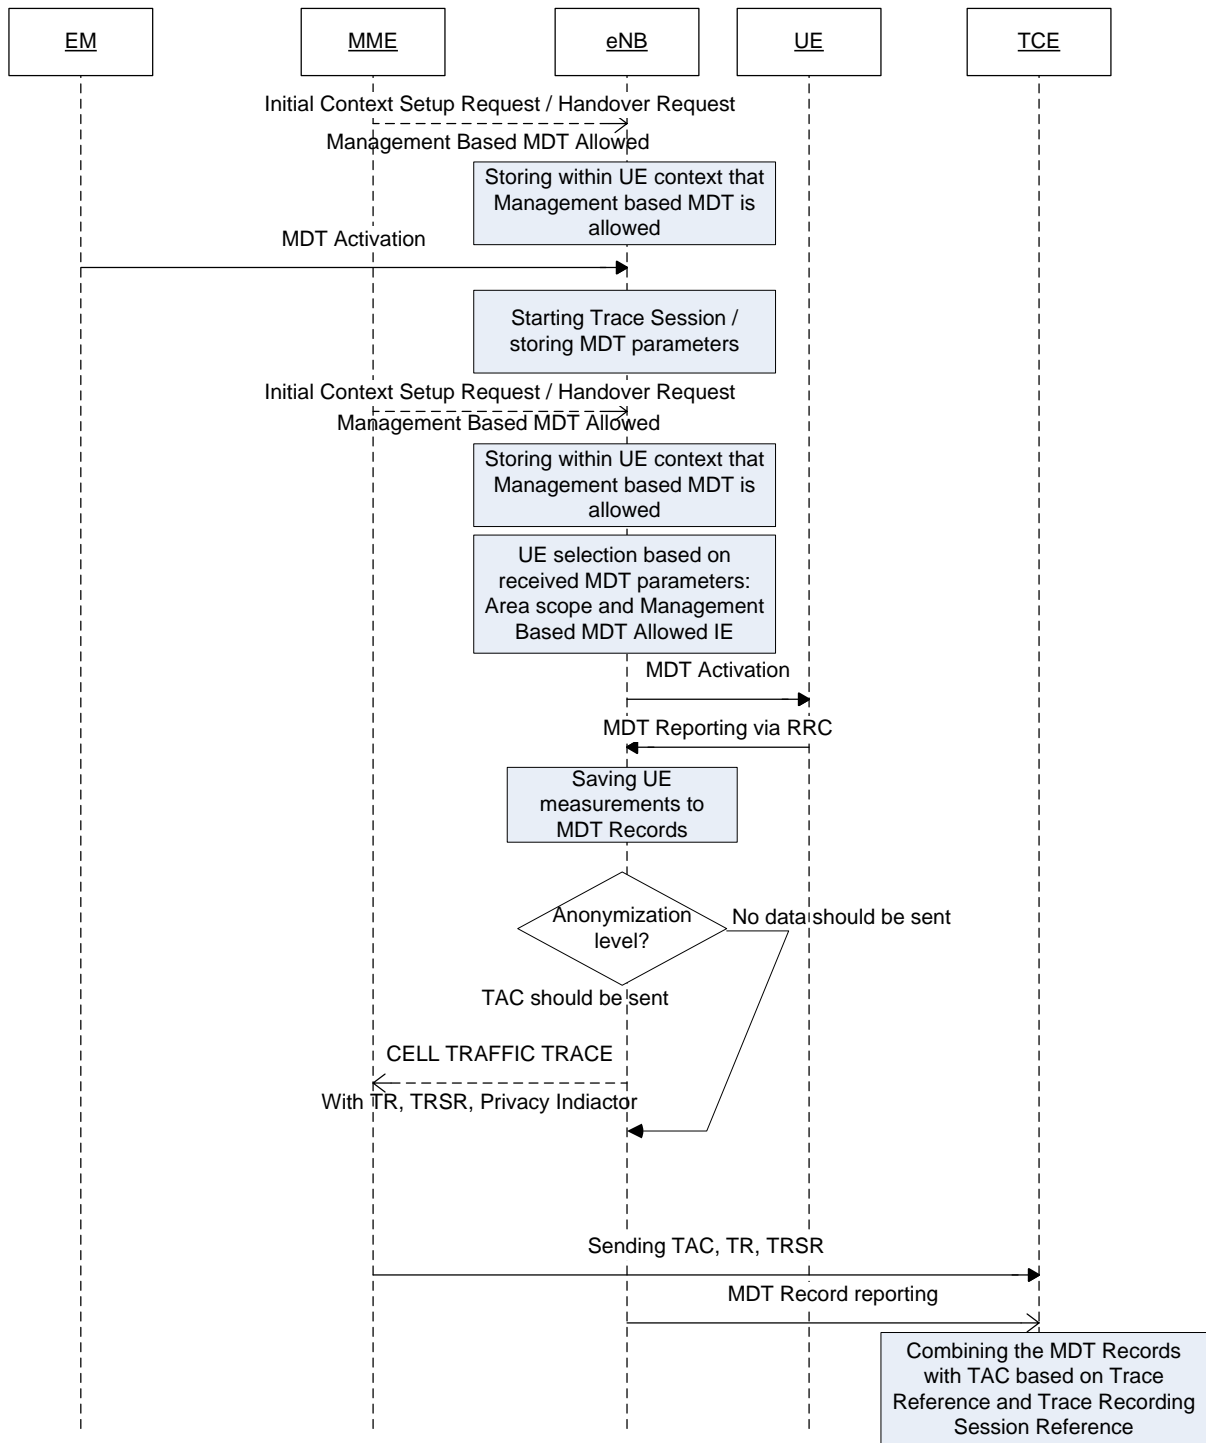 EM
MME
eNB
UE
TCE
Initial Context Setup Request / Handover Request
Management Based MDT Allowed
Storing within UE context that
Management based MDT is
allowed
MDT Activation
Starting Trace Session /
storing MDT parameters
Initial Context Setup Request / Handover Request
Management Based MDT Allowed
Storing within UE context that
Management based MDT is
allowed
UE selection based on
received MDT parameters:
Area scope and Management
Based MDT Allowed IE
MDT Activation
MDT Reporting via RRC
Saving UE
measurements to
MDT Records
Anonymization
level?
No data should be sent
TAC should be sent
CELL TRAFFIC TRACE
With TR, TRSR, Privacy Indiactor
Sending TAC, TR, TRSR
MDT Record reporting
Combining the MDT Records
with TAC based on Trace
Reference and Trace Recording
Session Reference